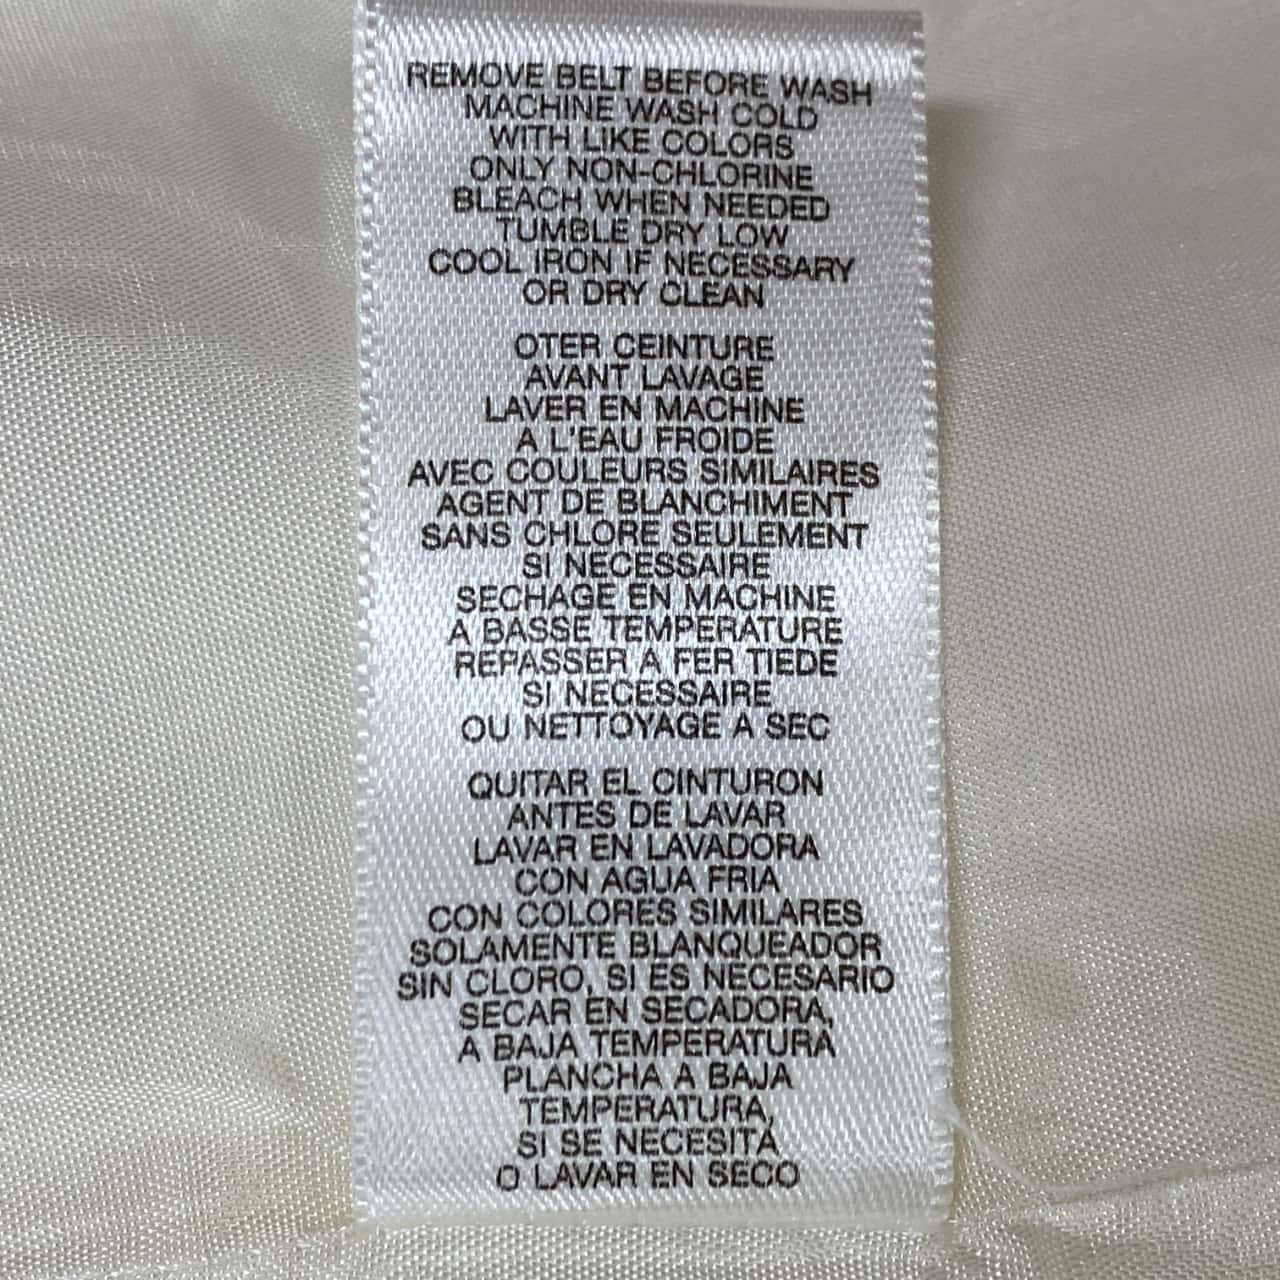 REMOVE BELT BEFORE WASH
MACHINE WASH COLD
WITH LIKE COLORS
ONLY NON-CHLORINE
BLEACH WHEN NEEDED
TUMBLE DRY LOW
COOL IRON IF NECESSARY
OR DRY CLEAN
OTER CEINTURE
AVANT LAVAGE
LAVER EN MACHINE
A L'EAU FROIDE
AVEC COULEURS SIMILAIRES
AGENT DE BLANCHIMENT
SANS CHLORE SEULEMENT
SI NECESSAIRE
SECHAGE EN MACHINE
A BASSE TEMPERATURE
REPASSER A FER TIEDE
SI NECESSAIRE
OU NETTOYAGE A SEC
QUITAR EL CINTURON
ANTES DE LAVAR
LAVAR EN LAVADORA
CON AGUA FRIA
CON COLORES SIMILARES
SOLAMENTE BLANQUEADOR
SIN CLORO, SI ES NECESARIO
SECAR EN SECADORA,
A BAJA TEMPERATURA
PLANCHA A BAJA
TEMPERATURA,
SI SE NECESITA
O LAVAR EN SECO